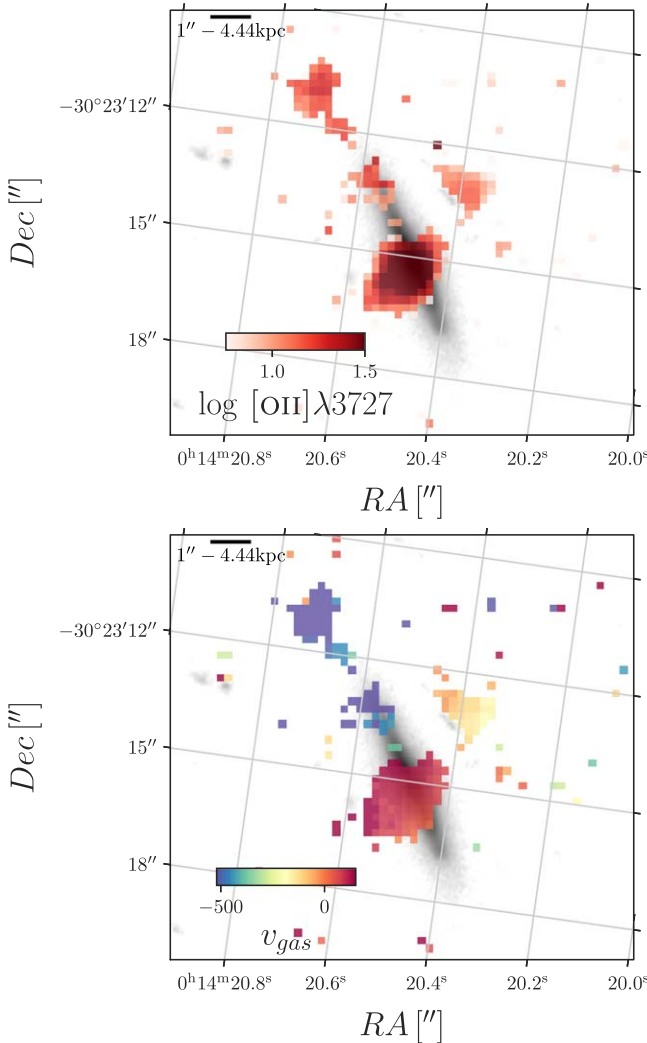 1″ − 4.44kpc
−30°23′12″
15″
18″
Dec [″]
1.0 1.5
log [OII]λ3727
0ʰ14ᵐ20.8ˢ 20.6ˢ 20.4ˢ 20.2ˢ 20.0ˢ
RA [″]
1″ − 4.44kpc
−30°23′12″
15″
18″
Dec [″]
−500 0
v_gas
0ʰ14ᵐ20.8ˢ 20.6ˢ 20.4ˢ 20.2ˢ 20.0ˢ
RA [″]